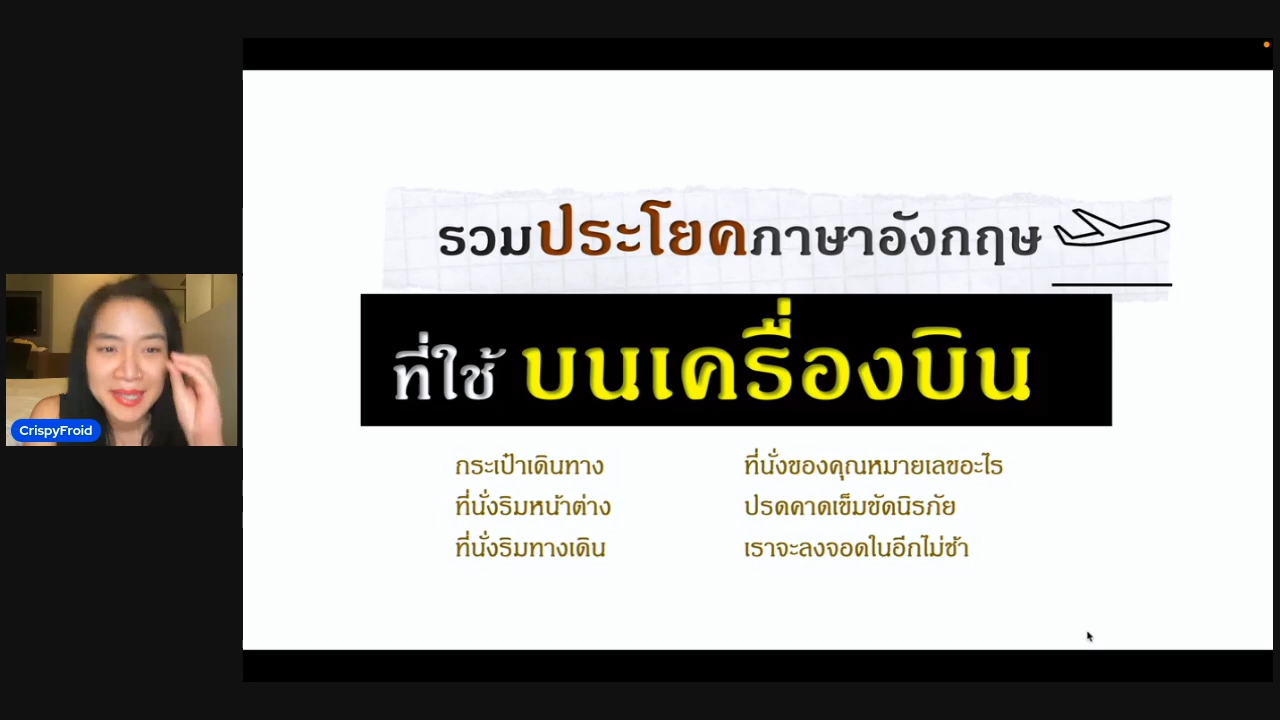 รวมประโยคภาษาอังกฤษ
ที่ใช้ บนเครื่องบิน
กระเป๋าเดินทาง
ที่นั่งริมหน้าต่าง
ที่นั่งริมทางเดิน
ที่นั่งของคุณหมายเลขอะไร
ปรดคาดเข็มขัดนิรภัย
เราจะลงจอดในอีกไม่ช้า
CrispyFroid